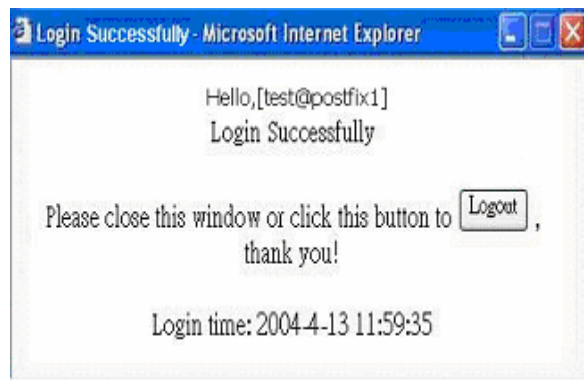 Login Successfully - Microsoft Internet Explorer
Hello,[test@postfix1]
Login Successfully
Please close this window or click this button to Logout ,
thank you!
Login time: 2004-4-13 11:59:35